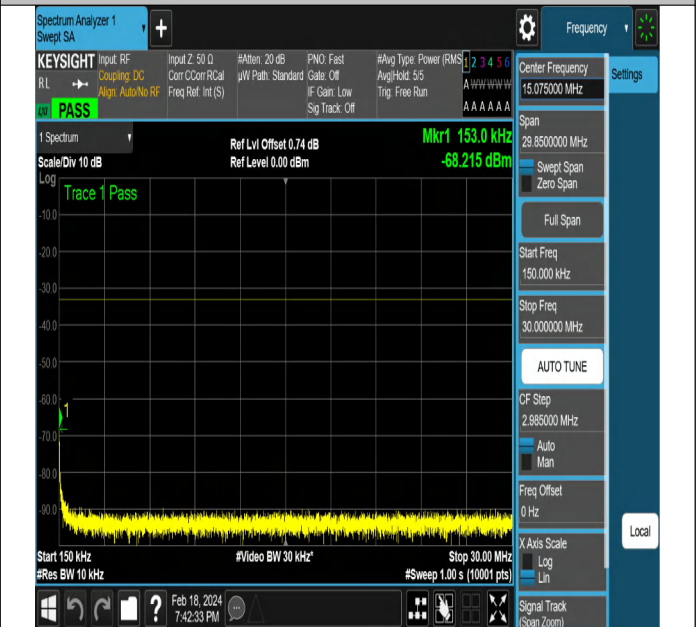 Spectrum Analyzer 1
Swept SA
+
Frequency
KEYSIGHT
RL
PASS
Input: RF
Coupling: DC
Align: Auto/No RF
Input Z: 50 Ω
Corr CCorr RCal
Freq Ref: Int (S)
#Atten: 20 dB
µW Path: Standard
PNO: Fast
Gate: Off
IF Gain: Low
Sig Track: Off
#Avg Type: Power (RMS
Avg|Hold: 5/5
Trig: Free Run
1 2 3 4 5 6
A W W W W W
A A A A A A
1 Spectrum
Scale/Div 10 dB
Ref Lvl Offset 0.74 dB
Ref Level 0.00 dBm
Mkr1 153.0 kHz
-68.215 dBm
Log
Trace 1 Pass
-10.0
-20.0
-30.0
-40.0
-50.0
-60.0
1
-70.0
-80.0
-90.0
Start 150 kHz
#Video BW 30 kHz*
Stop 30.00 MHz
#Res BW 10 kHz
#Sweep 1.00 s (10001 pts)
?
Feb 18, 2024
7:42:33 PM
Center Frequency
15.075000 MHz
Settings
Span
29.8500000 MHz
Swept Span
Zero Span
Full Span
Start Freq
150.000 kHz
Stop Freq
30.000000 MHz
AUTO TUNE
CF Step
2.985000 MHz
Auto
Man
Freq Offset
0 Hz
Local
X Axis Scale
Log
Lin
Signal Track
(Span Zoom)